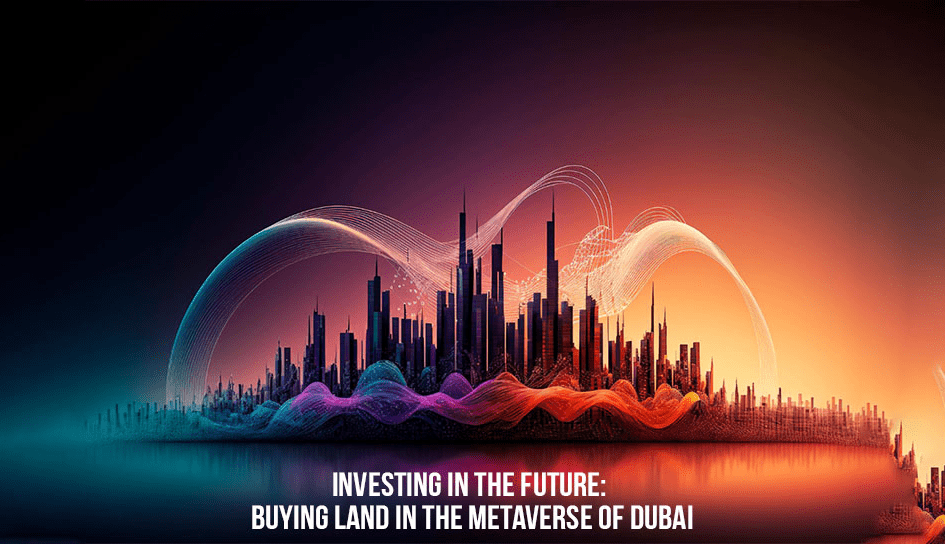 INVESTING IN THE FUTURE:
BUYING LAND IN THE METAVERSE OF DUBAI